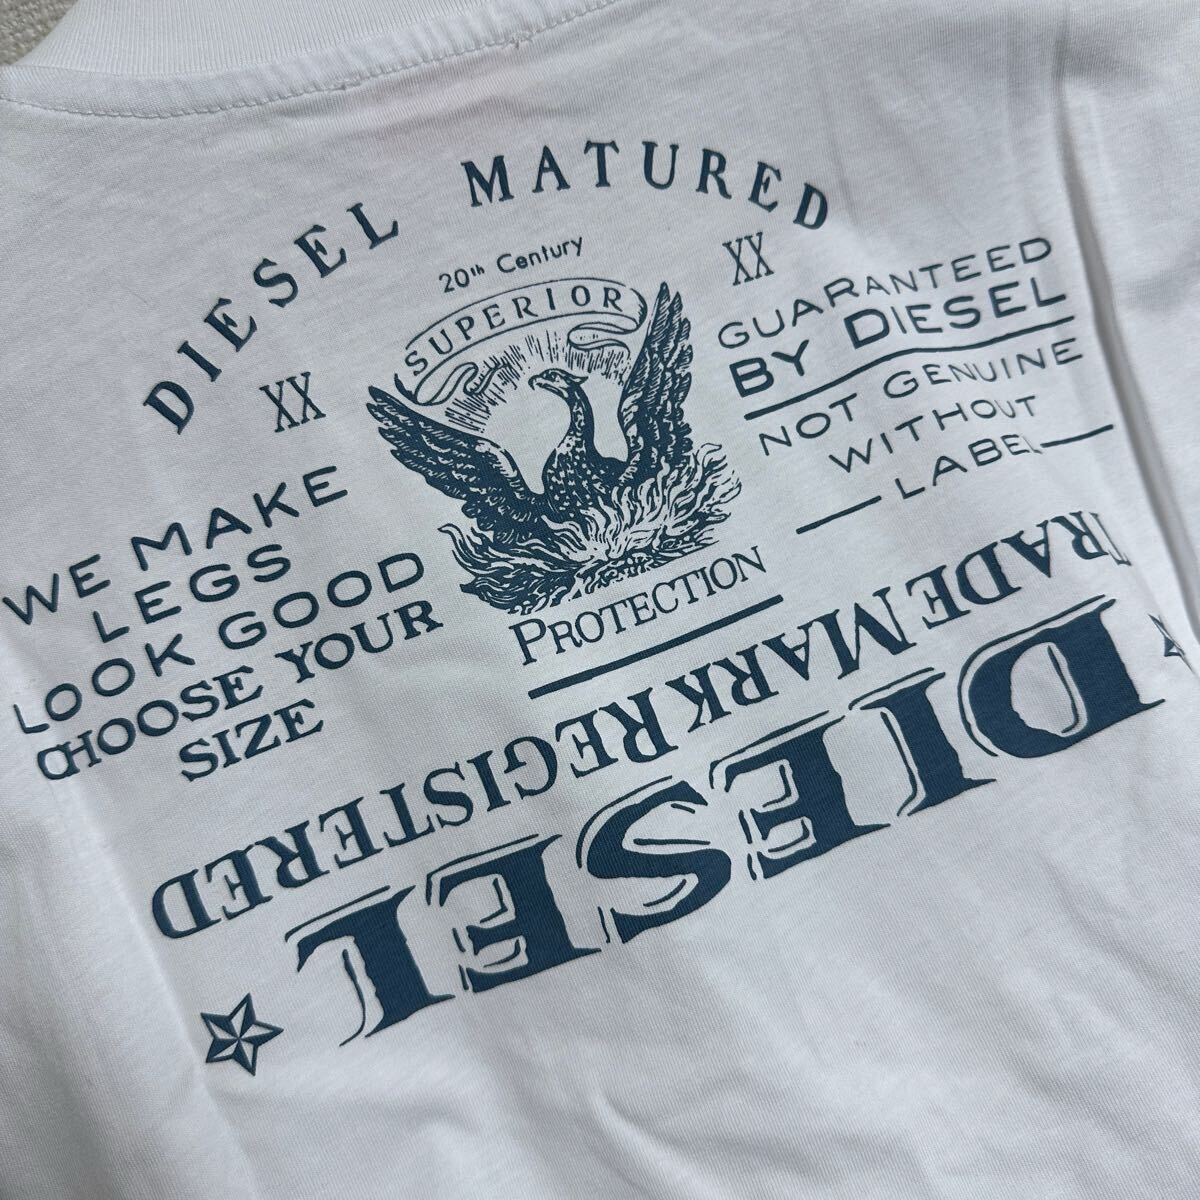 DIESEL MATURED
20th Century
XX
XX
SUPERIOR
GUARANTEED
BY DIESEL
NOT GENUINE
WITHOUT
LABEL
WE MAKE
LEGS
LOOK GOOD
CHOOSE YOUR
SIZE
PROTECTION
TRADE MARK REGISTERED
DIESEL